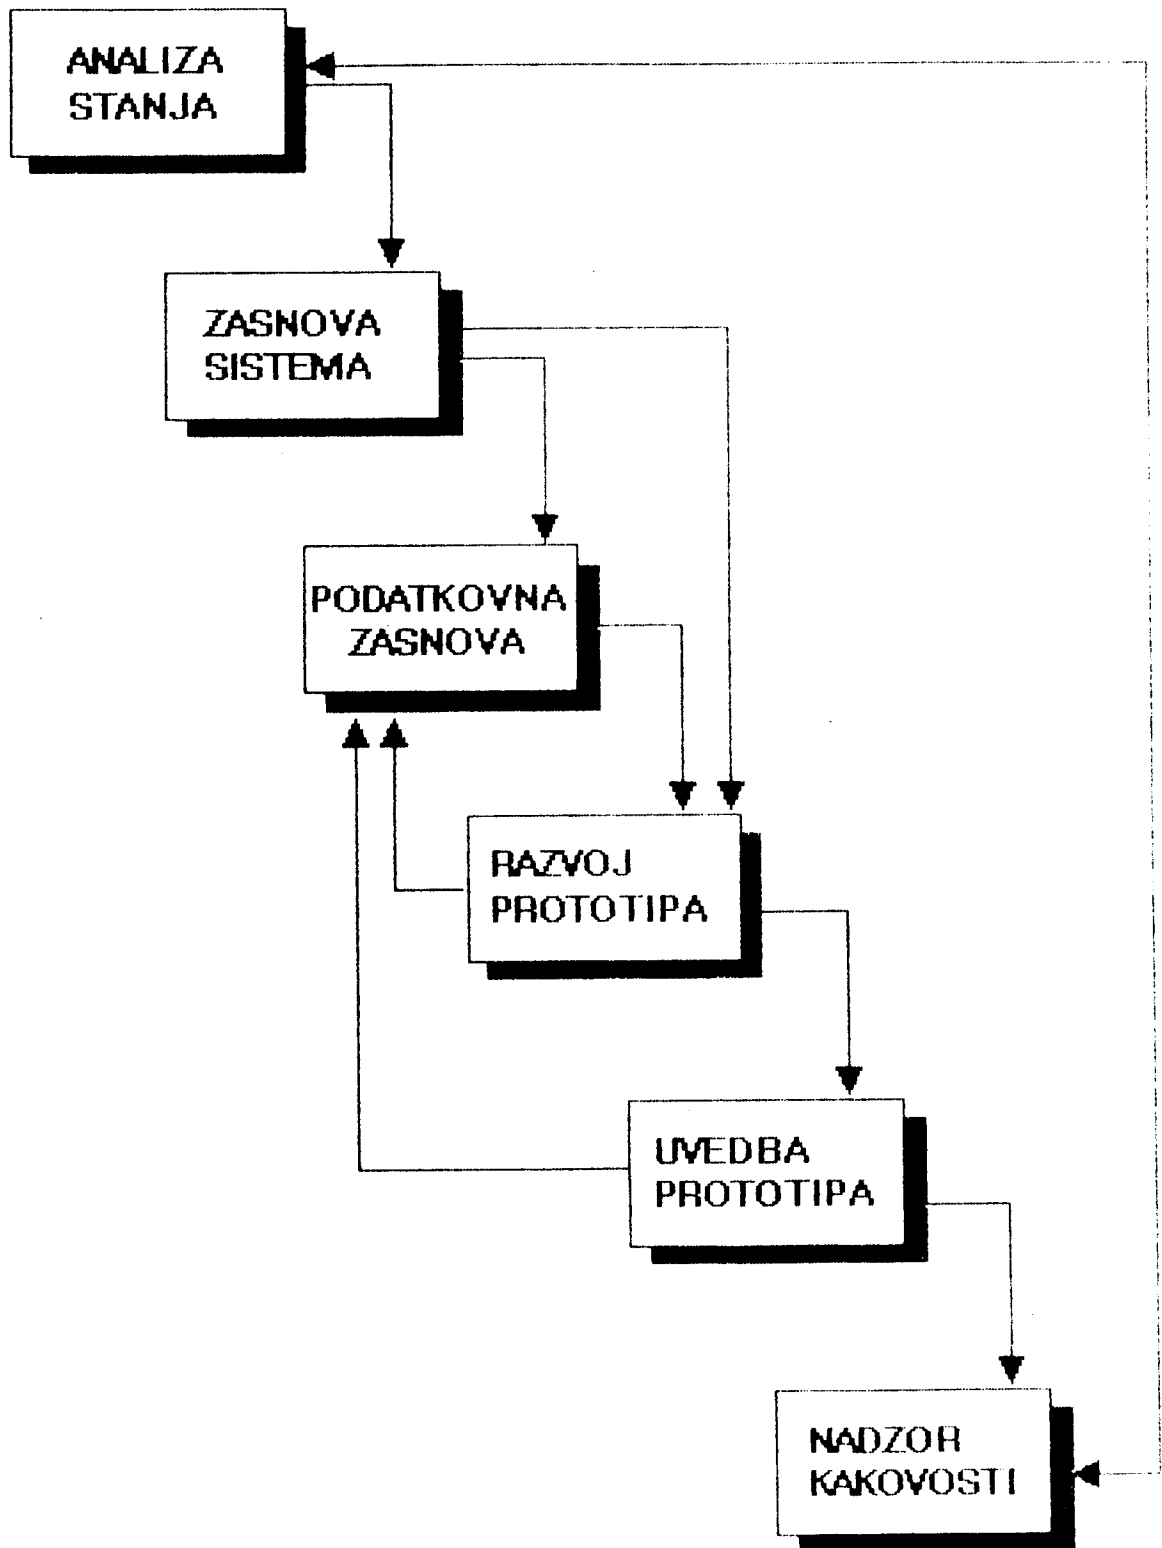 ANALIZA
STANJA
ZASNOVA
SISTEMA
PODATKOVNA
ZASNOVA
RAZVOJ
PROTOTIPA
UVEDBA
PROTOTIPA
NADZOR
KAKOVOSTI